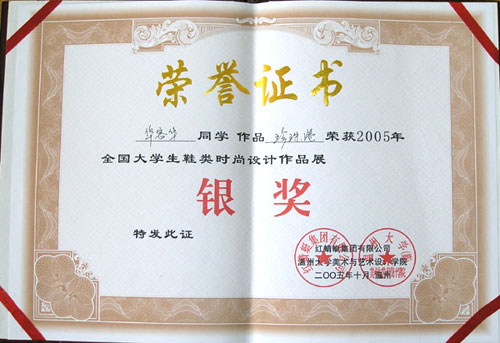 荣誉证书
同学 作品 珍珠港 荣获2005年
全国大学生鞋类时尚设计作品展
银奖
特发此证
红蜻蜓集团有限公司
温州大学美术与艺术设计学院
二〇〇五年十月 温州